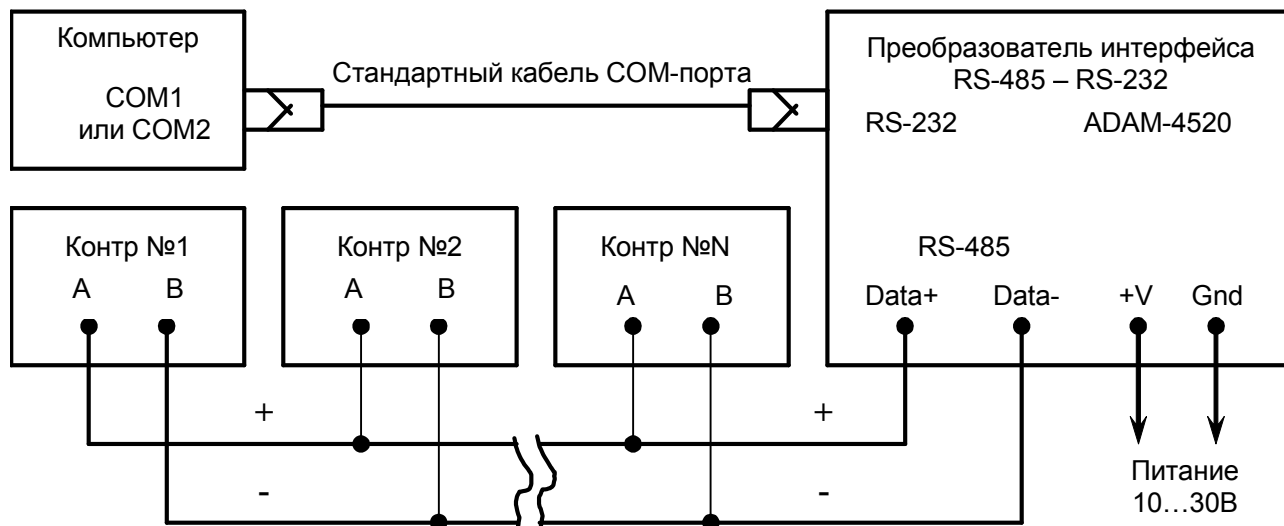 Компьютер
COM1
или COM2
Стандартный кабель COM-порта
Преобразователь интерфейса
RS-485 – RS-232
RS-232
ADAM-4520
Контр №1
A
B
Контр №2
A
B
Контр №N
A
B
RS-485
Data+
Data-
+V
Gnd
+
+
-
-
Питание
10…30В